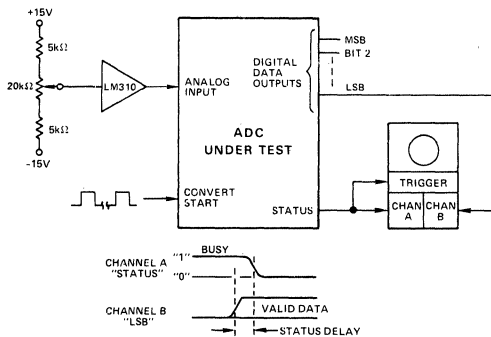 +15V
5kΩ
20kΩ
5kΩ
-15V
LM310
ANALOG
INPUT
DIGITAL
DATA
OUTPUTS
MSB
BIT 2
LSB
ADC
UNDER TEST
CONVERT
START
STATUS
TRIGGER
CHAN
A
CHAN
B
CHANNEL A
"STATUS"
"1"
BUSY
"0"
CHANNEL B
"LSB"
VALID DATA
STATUS DELAY